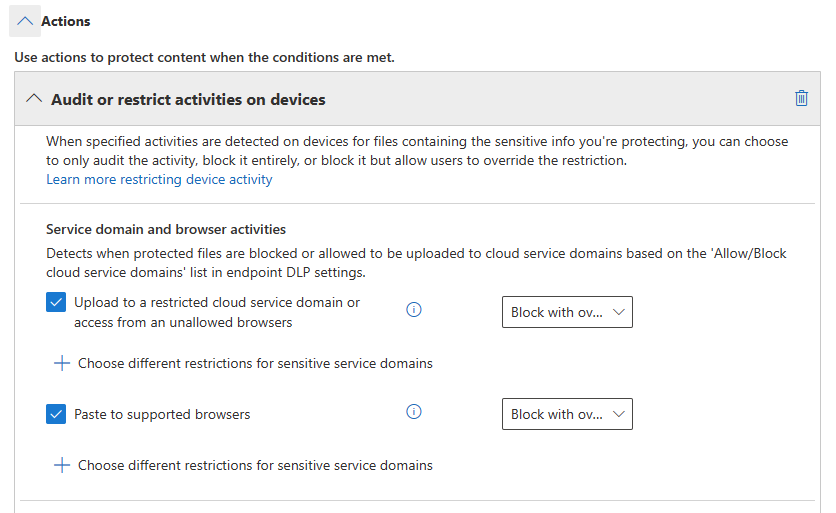 Actions
Use actions to protect content when the conditions are met.
Audit or restrict activities on devices
When specified activities are detected on devices for files containing the sensitive info you're protecting, you can choose
to only audit the activity, block it entirely, or block it but allow users to override the restriction.
Learn more restricting device activity
Service domain and browser activities
Detects when protected files are blocked or allowed to be uploaded to cloud service domains based on the 'Allow/Block
cloud service domains' list in endpoint DLP settings.
Upload to a restricted cloud service domain or
access from an unallowed browsers
Block with ov...
Choose different restrictions for sensitive service domains
Paste to supported browsers
Block with ov...
Choose different restrictions for sensitive service domains